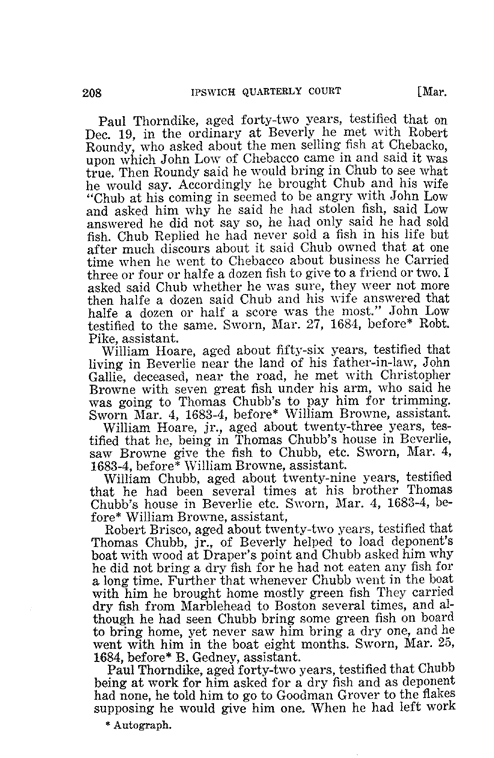 208 IPSWICH QUARTERLY COURT [Mar.
Paul Thorndike, aged forty-two years, testified that on
Dec. 19, in the ordinary at Beverly he met with Robert
Roundy, who asked about the men selling fish at Chebacko,
upon which John Low of Chebacco came in and said it was
true. Then Roundy said he would bring in Chub to see what
he would say. Accordingly he brought Chub and his wife
“Chub at his coming in seemed to be angry with John Low
and asked him why he said he had stolen fish, said Low
answered he did not say so, he had only said he had sold
fish. Chub Replied he had never sold a fish in his life but
after much discours about it said Chub owned that at one
time when he went to Chebacco about business he Carried
three or four or halfe a dozen fish to give to a friend or two. I
asked said Chub whether he was sure, they weer not more
then halfe a dozen said Chub and his wife answered that
halfe a dozen or half a score was the most.” John Low
testified to the same. Sworn, Mar. 27, 1684, before* Robt.
Pike, assistant.
William Hoare, aged about fifty-six years, testified that
living in Beverlie near the land of his father-in-law, John
Gallie, deceased, near the road, he met with Christopher
Browne with seven great fish under his arm, who said he
was going to Thomas Chubb's to pay him for trimming.
Sworn Mar. 4, 1683-4, before* William Browne, assistant.
William Hoare, jr., aged about twenty-three years, tes-
tified that he, being in Thomas Chubb's house in Beverlie,
saw Browne give the fish to Chubb, etc. Sworn, Mar. 4,
1683-4, before* William Browne, assistant.
William Chubb, aged about twenty-nine years, testified
that he had been several times at his brother Thomas
Chubb's house in Beverlie etc. Sworn, Mar. 4, 1683-4, be-
fore* William Browne, assistant,
Robert Brisco, aged about twenty-two years, testified that
Thomas Chubb, jr., of Beverly helped to load deponent's
boat with wood at Draper's point and Chubb asked him why
he did not bring a dry fish for he had not eaten any fish for
a long time. Further that whenever Chubb went in the boat
with him he brought home mostly green fish They carried
dry fish from Marblehead to Boston several times, and al-
though he had seen Chubb bring some green fish on board
to bring home, yet never saw him bring a dry one, and he
went with him in the boat eight months. Sworn, Mar. 25,
1684, before* B. Gedney, assistant.
Paul Thorndike, aged forty-two years, testified that Chubb
being at work for him asked for a dry fish and as deponent
had none, he told him to go to Goodman Grover to the flakes
supposing he would give him one. When he had left work
* Autograph.